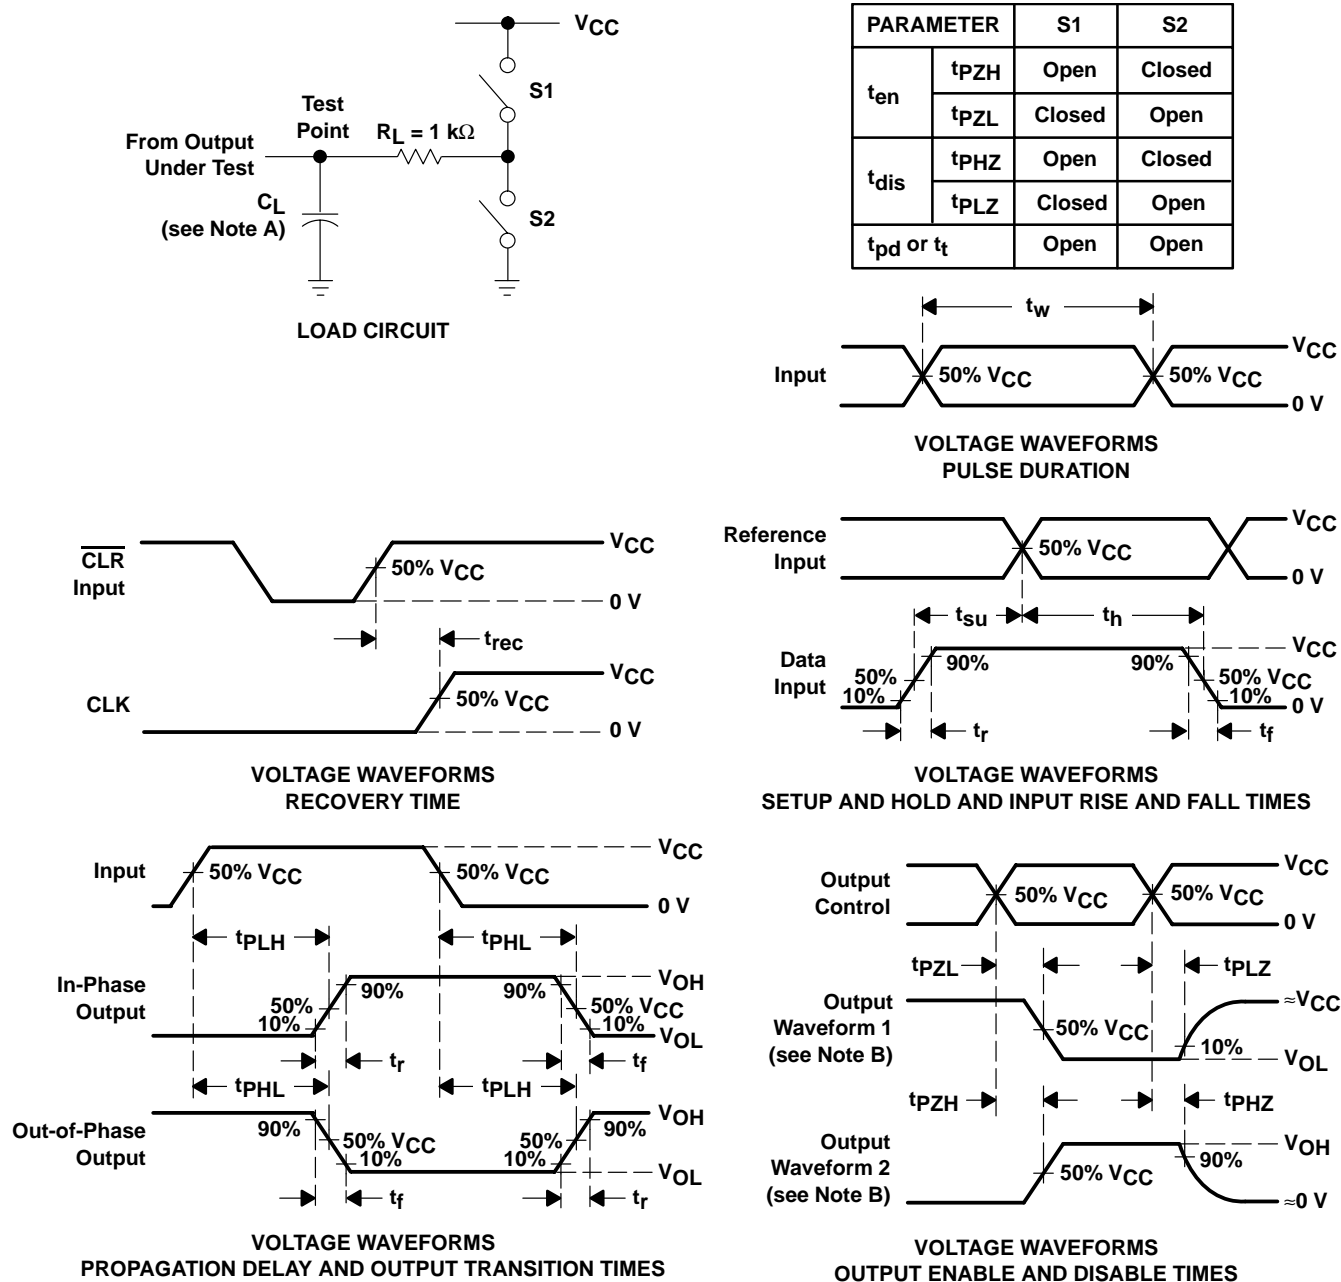 VCC
S1
Test
Point
RL = 1 kΩ
From Output
Under Test
CL
(see Note A)
S2
LOAD CIRCUIT
PARAMETER S1 S2
ten tPZH Open Closed
tPZL Closed Open
tdis tPHZ Open Closed
tPLZ Closed Open
tpd or tt Open Open
tw
Input
50% VCC
50% VCC
VCC
0 V
VOLTAGE WAVEFORMS
PULSE DURATION
CLR
Input
50% VCC
VCC
0 V
trec
CLK
50% VCC
VCC
0 V
VOLTAGE WAVEFORMS
RECOVERY TIME
Reference
Input
50% VCC
VCC
0 V
tsu
th
Data
Input
50%
10%
90%
90%
VCC
50% VCC
10%
0 V
tr
tf
VOLTAGE WAVEFORMS
SETUP AND HOLD AND INPUT RISE AND FALL TIMES
Input
50% VCC
50% VCC
VCC
0 V
tPLH
tPHL
In-Phase
Output
50%
10%
90%
90%
VOH
50% VCC
10%
VOL
tr
tf
tPHL
tPLH
Out-of-Phase
Output
90%
50% VCC
10%
50%
10%
VOH
90%
VOL
tf
tr
VOLTAGE WAVEFORMS
PROPAGATION DELAY AND OUTPUT TRANSITION TIMES
Output
Control
50% VCC
50% VCC
VCC
0 V
tPZL
tPLZ
Output
Waveform 1
(see Note B)
50% VCC
≈VCC
10%
VOL
tPZH
tPHZ
Output
Waveform 2
(see Note B)
50% VCC
VOH
90%
≈0 V
VOLTAGE WAVEFORMS
OUTPUT ENABLE AND DISABLE TIMES